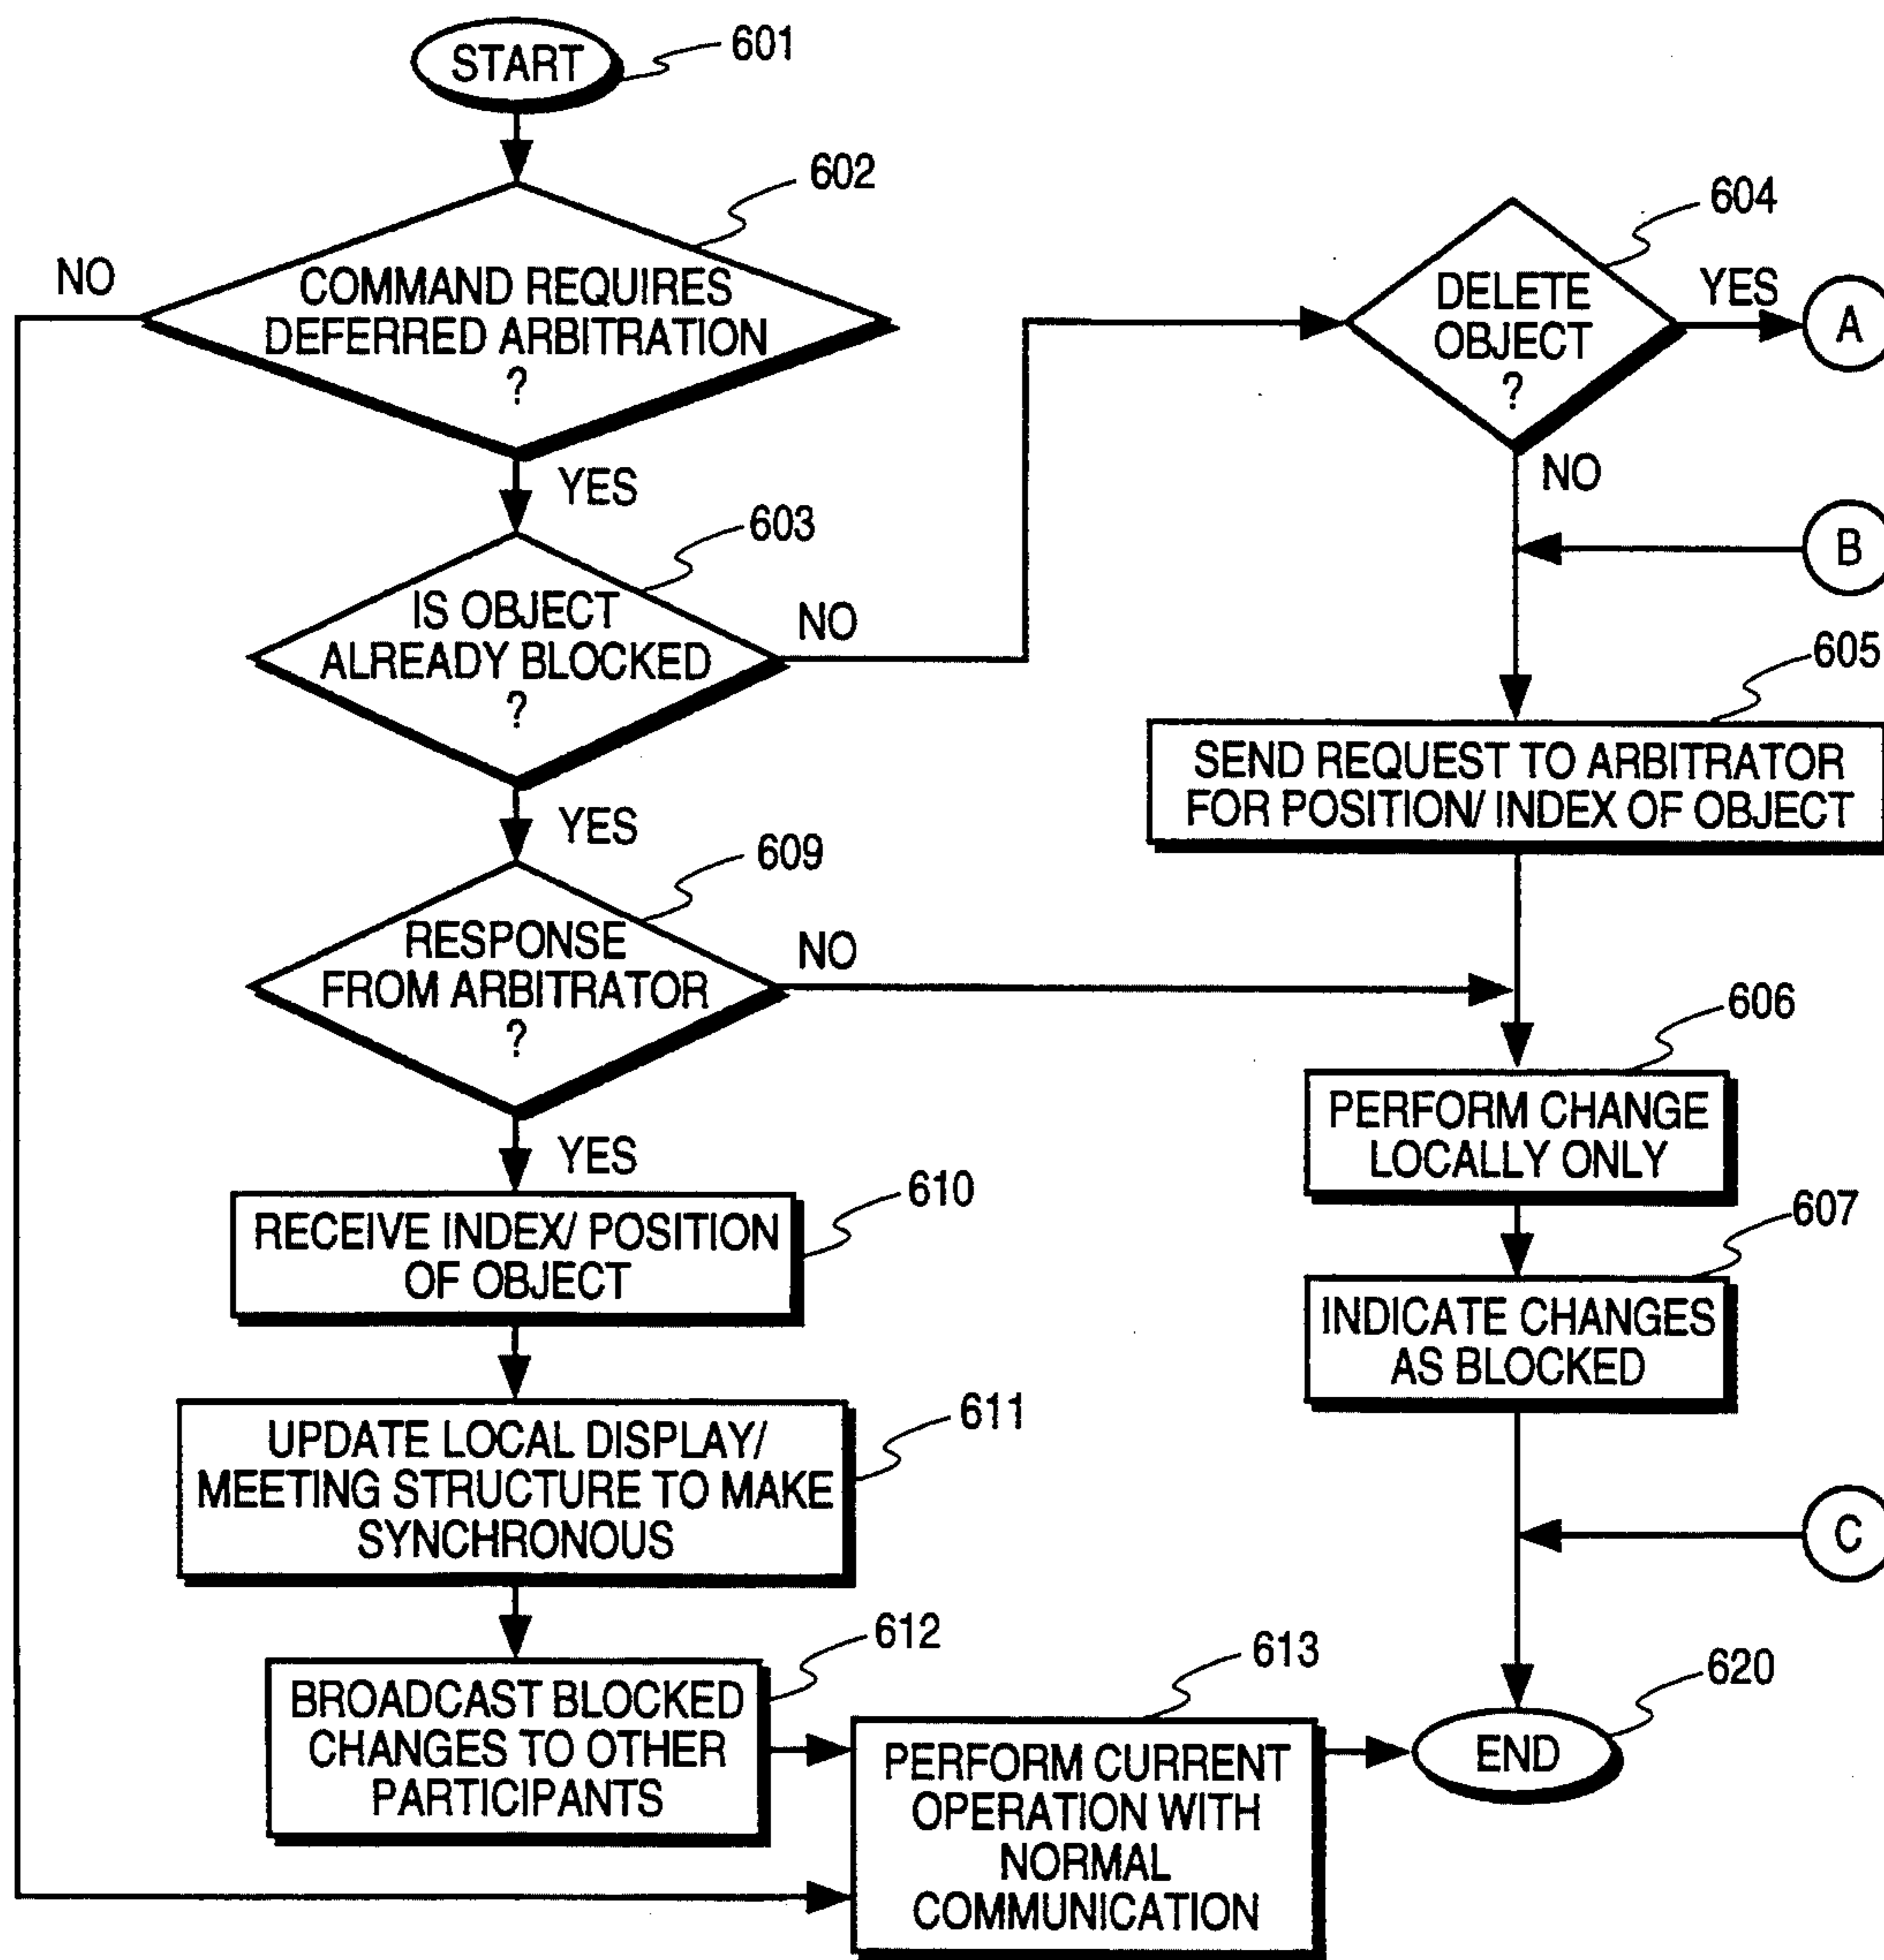 START
601
602
NO
COMMAND REQUIRES
DEFERRED ARBITRATION
?
YES
603
IS OBJECT
ALREADY BLOCKED
?
NO
YES
609
RESPONSE
FROM ARBITRATOR
?
NO
YES
610
RECEIVE INDEX/ POSITION
OF OBJECT
611
UPDATE LOCAL DISPLAY/
MEETING STRUCTURE TO MAKE
SYNCHRONOUS
612
BROADCAST BLOCKED
CHANGES TO OTHER
PARTICIPANTS
613
PERFORM CURRENT
OPERATION WITH
NORMAL
COMMUNICATION
604
DELETE
OBJECT
?
YES
A
NO
B
605
SEND REQUEST TO ARBITRATOR
FOR POSITION/ INDEX OF OBJECT
606
PERFORM CHANGE
LOCALLY ONLY
607
INDICATE CHANGES
AS BLOCKED
C
620
END